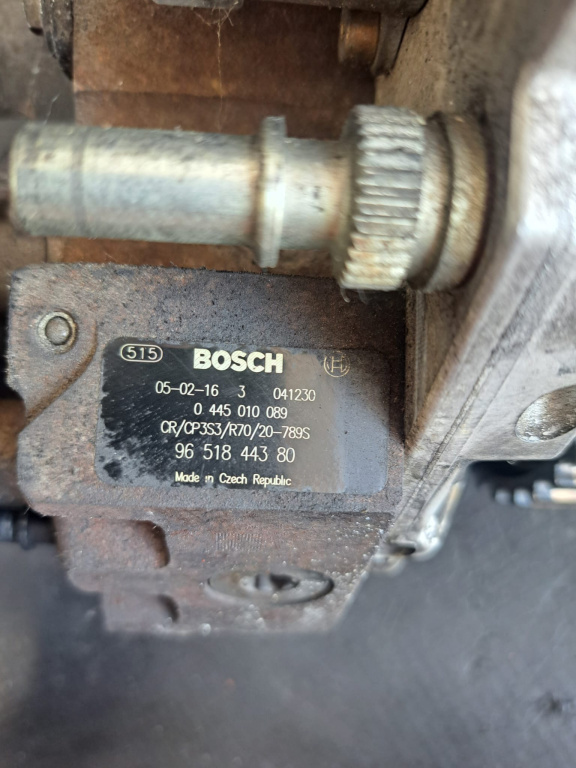 515 BOSCH H
05-02-16 3 041230
0 445 010 089
CR/CP3S3/R70/20-789S
96 518 443 80
Made in Czech Republic